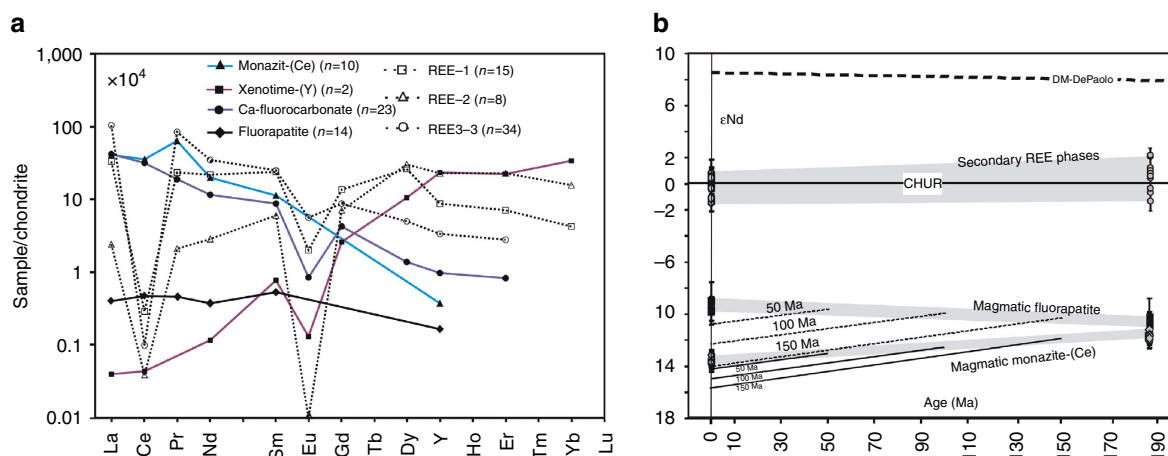 a
Sample/chondrite
1,000
100
10
1
0.1
0.01
×10⁴
Monazit-(Ce) (n=10)
Xenotime-(Y) (n=2)
Ca-fluorocarbonate (n=23)
Fluorapatite (n=14)
REE–1 (n=15)
REE–2 (n=8)
REE3–3 (n=34)
La Ce Pr Nd Sm Eu Gd Tb Dy Y Ho Er Tm Yb Lu
b
10
6
2
0
−2
−6
10
14
18
εNd
DM-DePaolo
Secondary REE phases
CHUR
Magmatic fluorapatite
50 Ma
100 Ma
150 Ma
50 Ma
100 Ma
150 Ma
Magmatic monazite-(Ce)
Age (Ma)
0 10 30 50 70 90 110 130 150 170 190